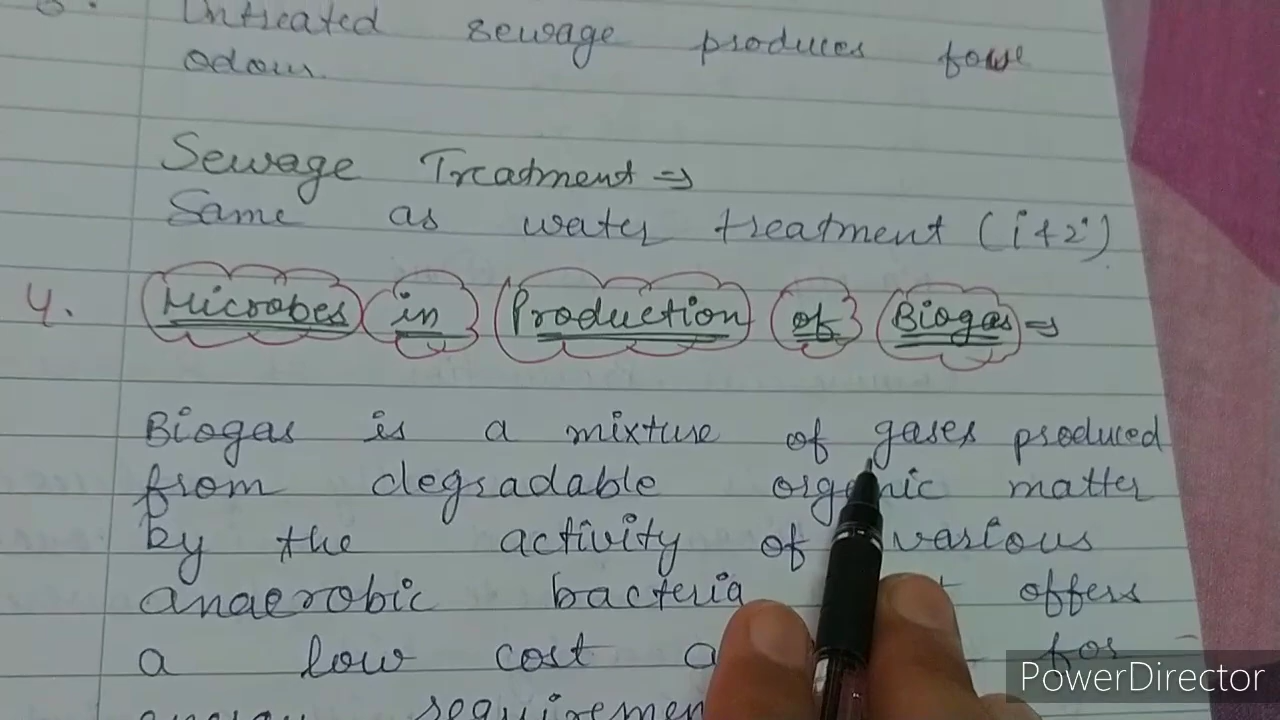 Untreated sewage produces
odour.
Sewage Treatment ⇒
Same as water treatment (i+2)
4. Microbes in Production of Biogas ⇒
Biogas is a mixture of gases produced
from degradable organic matter
by the activity of various
anaerobic bacteria offers
a low cost a for
PowerDirector